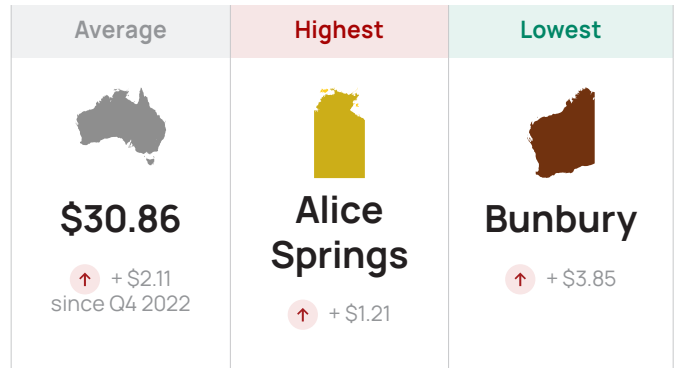 Average
Highest
Lowest
$30.86
+ $2.11
since Q4 2022
Alice
Springs
+ $1.21
Bunbury
+ $3.85